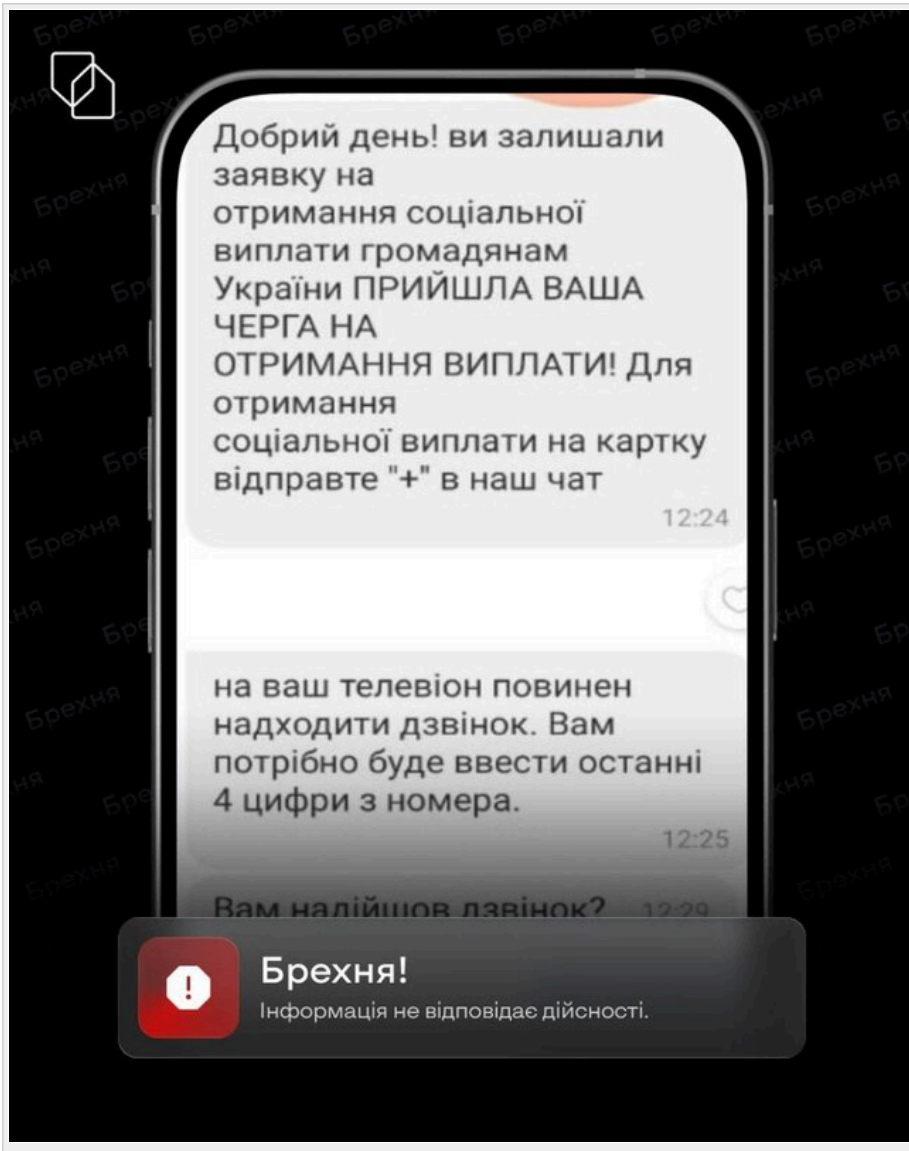 Добрий день! ви залишали
заявку на
отримання соціальної
виплати громадянам
України ПРИЙШЛА ВАША
ЧЕРГА НА
ОТРИМАННЯ ВИПЛАТИ! Для
отримання
соціальної виплати на картку
відправте "+" в наш чат
12:24
на ваш телевіон повинен
надходити дзвінок. Вам
потрібно буде ввести останні
4 цифри з номера.
12:25
Вам надійшов дзвінок? 12:29
Брехня!
Інформація не відповідає дійсності.